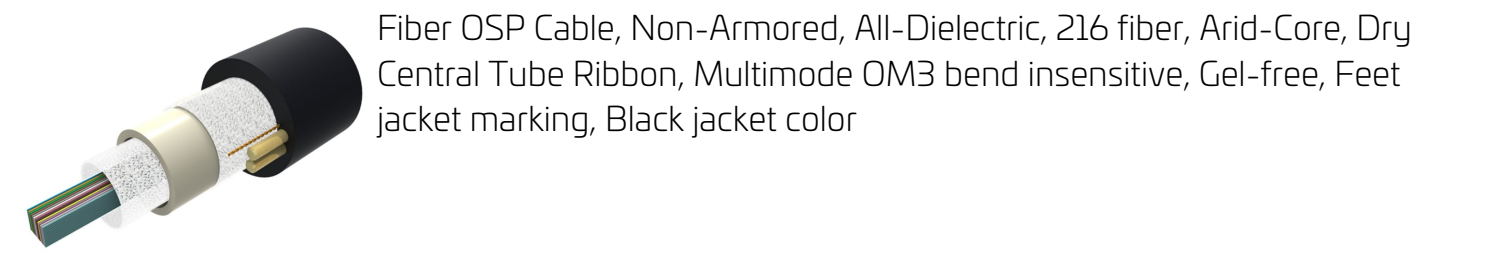 Fiber OSP Cable, Non-Armored, All-Dielectric, 216 fiber, Arid-Core, Dry
Central Tube Ribbon, Multimode OM3 bend insensitive, Gel-free, Feet
jacket marking, Black jacket color